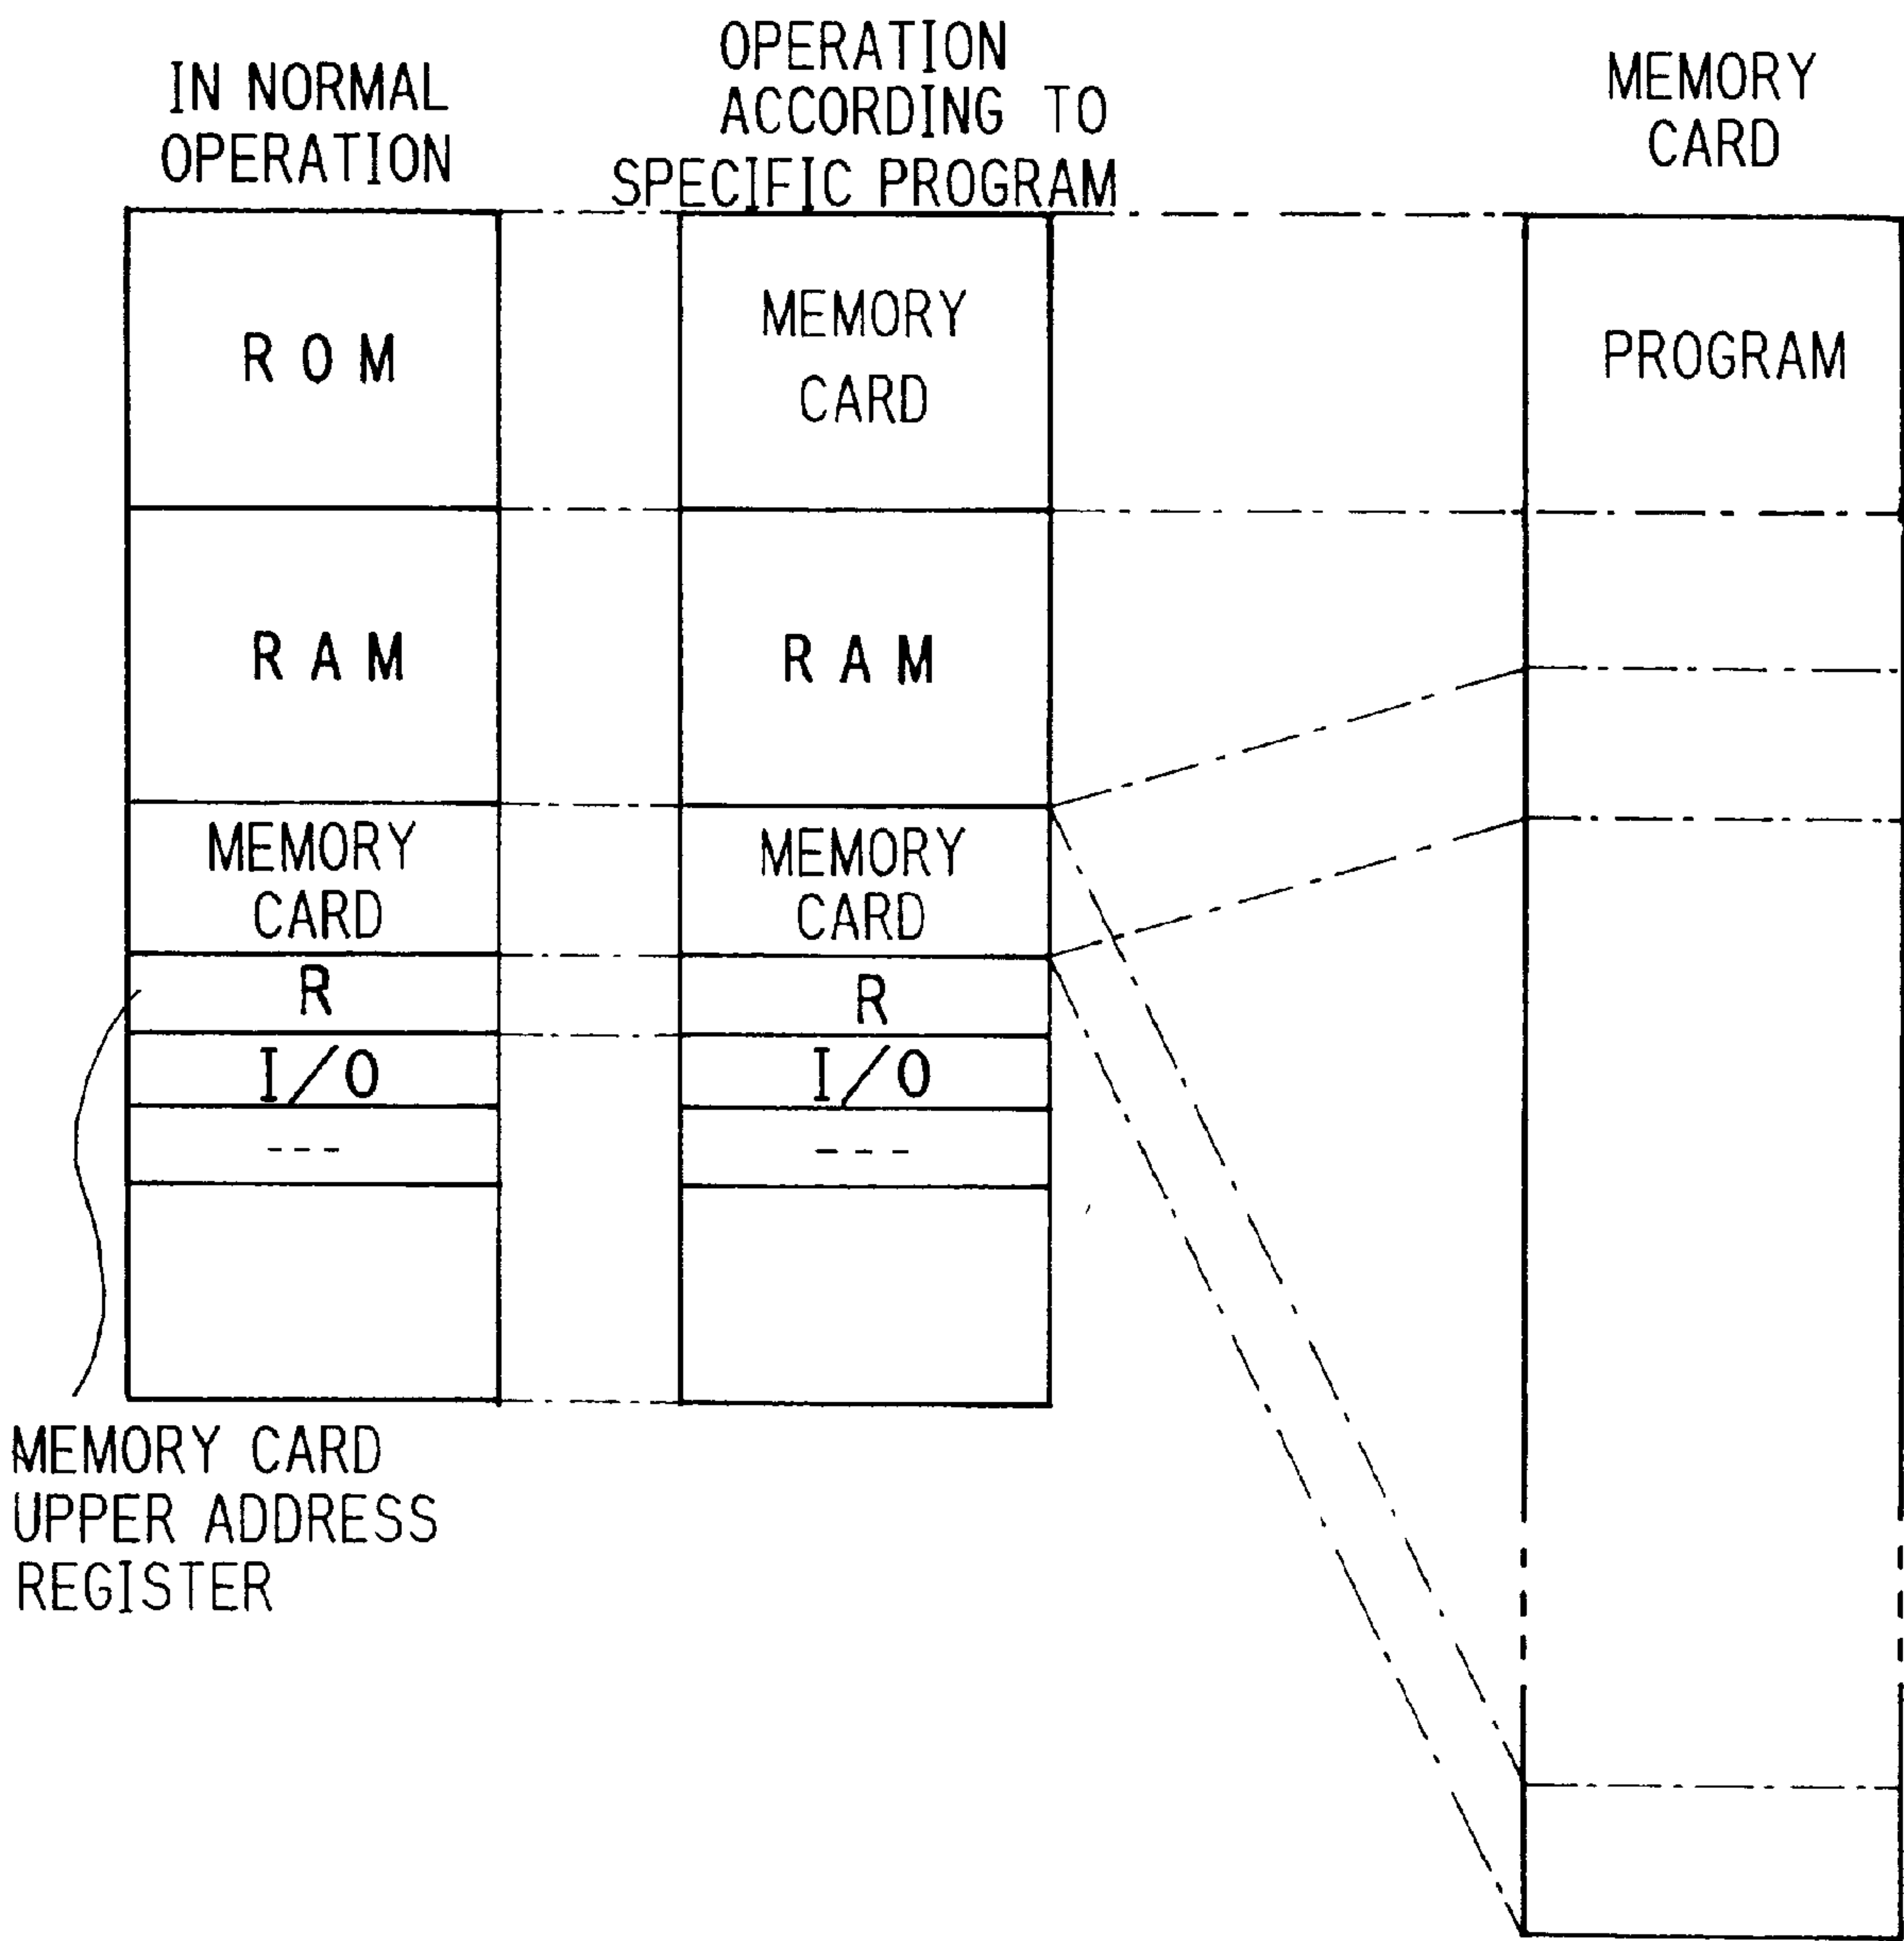 IN NORMAL
OPERATION
OPERATION
ACCORDING TO
SPECIFIC PROGRAM
MEMORY
CARD
ROM
RAM
MEMORY
CARD
R
I/O
---
MEMORY
CARD
RAM
MEMORY
CARD
R
I/O
---
PROGRAM
MEMORY CARD
UPPER ADDRESS
REGISTER